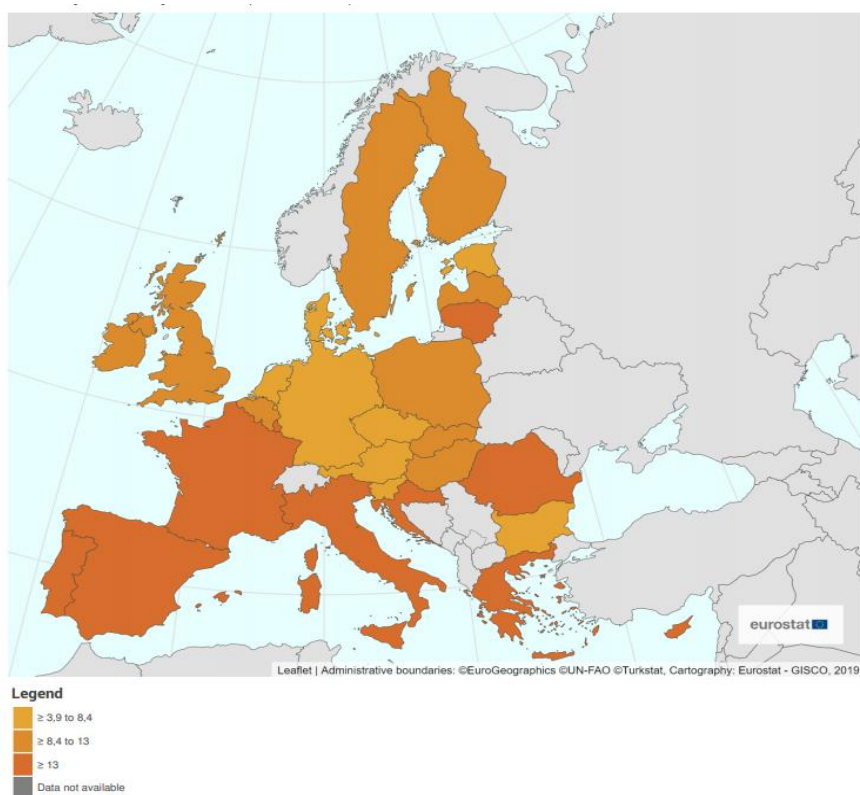 eurostat
Leaflet | Administrative boundaries: ©EuroGeographics ©UN-FAO ©Turkstat, Cartography: Eurostat - GISCO, 2019
Legend
≥ 3,9 to 8,4
≥ 8,4 to 13
≥ 13
Data not available